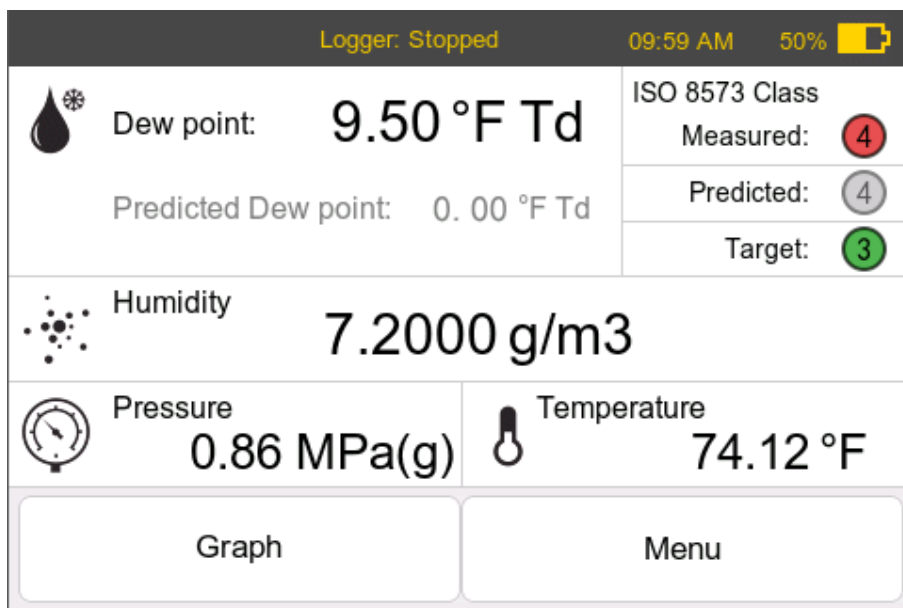 Logger: Stopped 09:59 AM 50%
Dew point: 9.50 °F Td
Predicted Dew point: 0. 00 °F Td
ISO 8573 Class
Measured: 4
Predicted: 4
Target: 3
Humidity
7.2000 g/m3
Pressure
0.86 MPa(g)
Temperature
74.12 °F
Graph
Menu